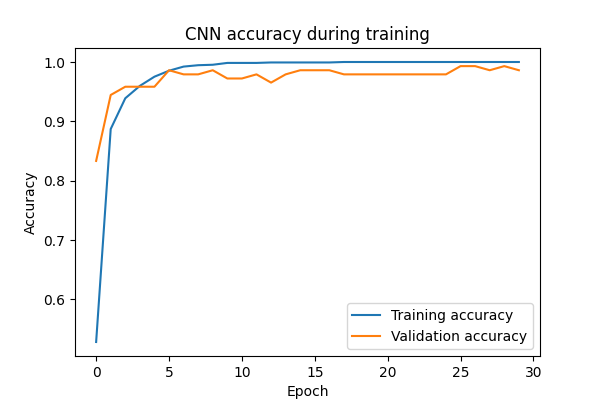 CNN accuracy during training
1.0
0.9
0.8
0.7
0.6
Accuracy
0 5 10 15 20 25 30
Epoch
Training accuracy
Validation accuracy